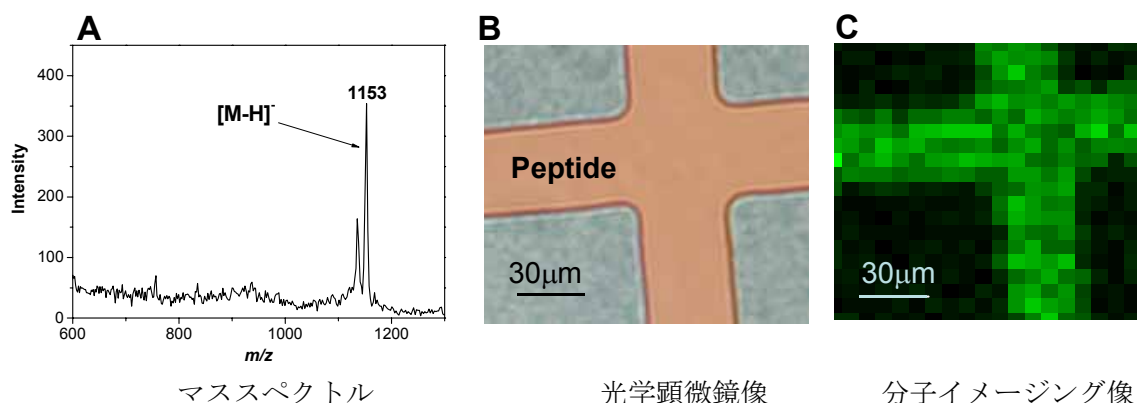 A
B
C
400
300
200
100
0
Intensity
600
800
1000
1200
m/z
1153
[M-H]-
Peptide
30μm
30μm
マススペクトル
光学顕微鏡像
分子イメージング像